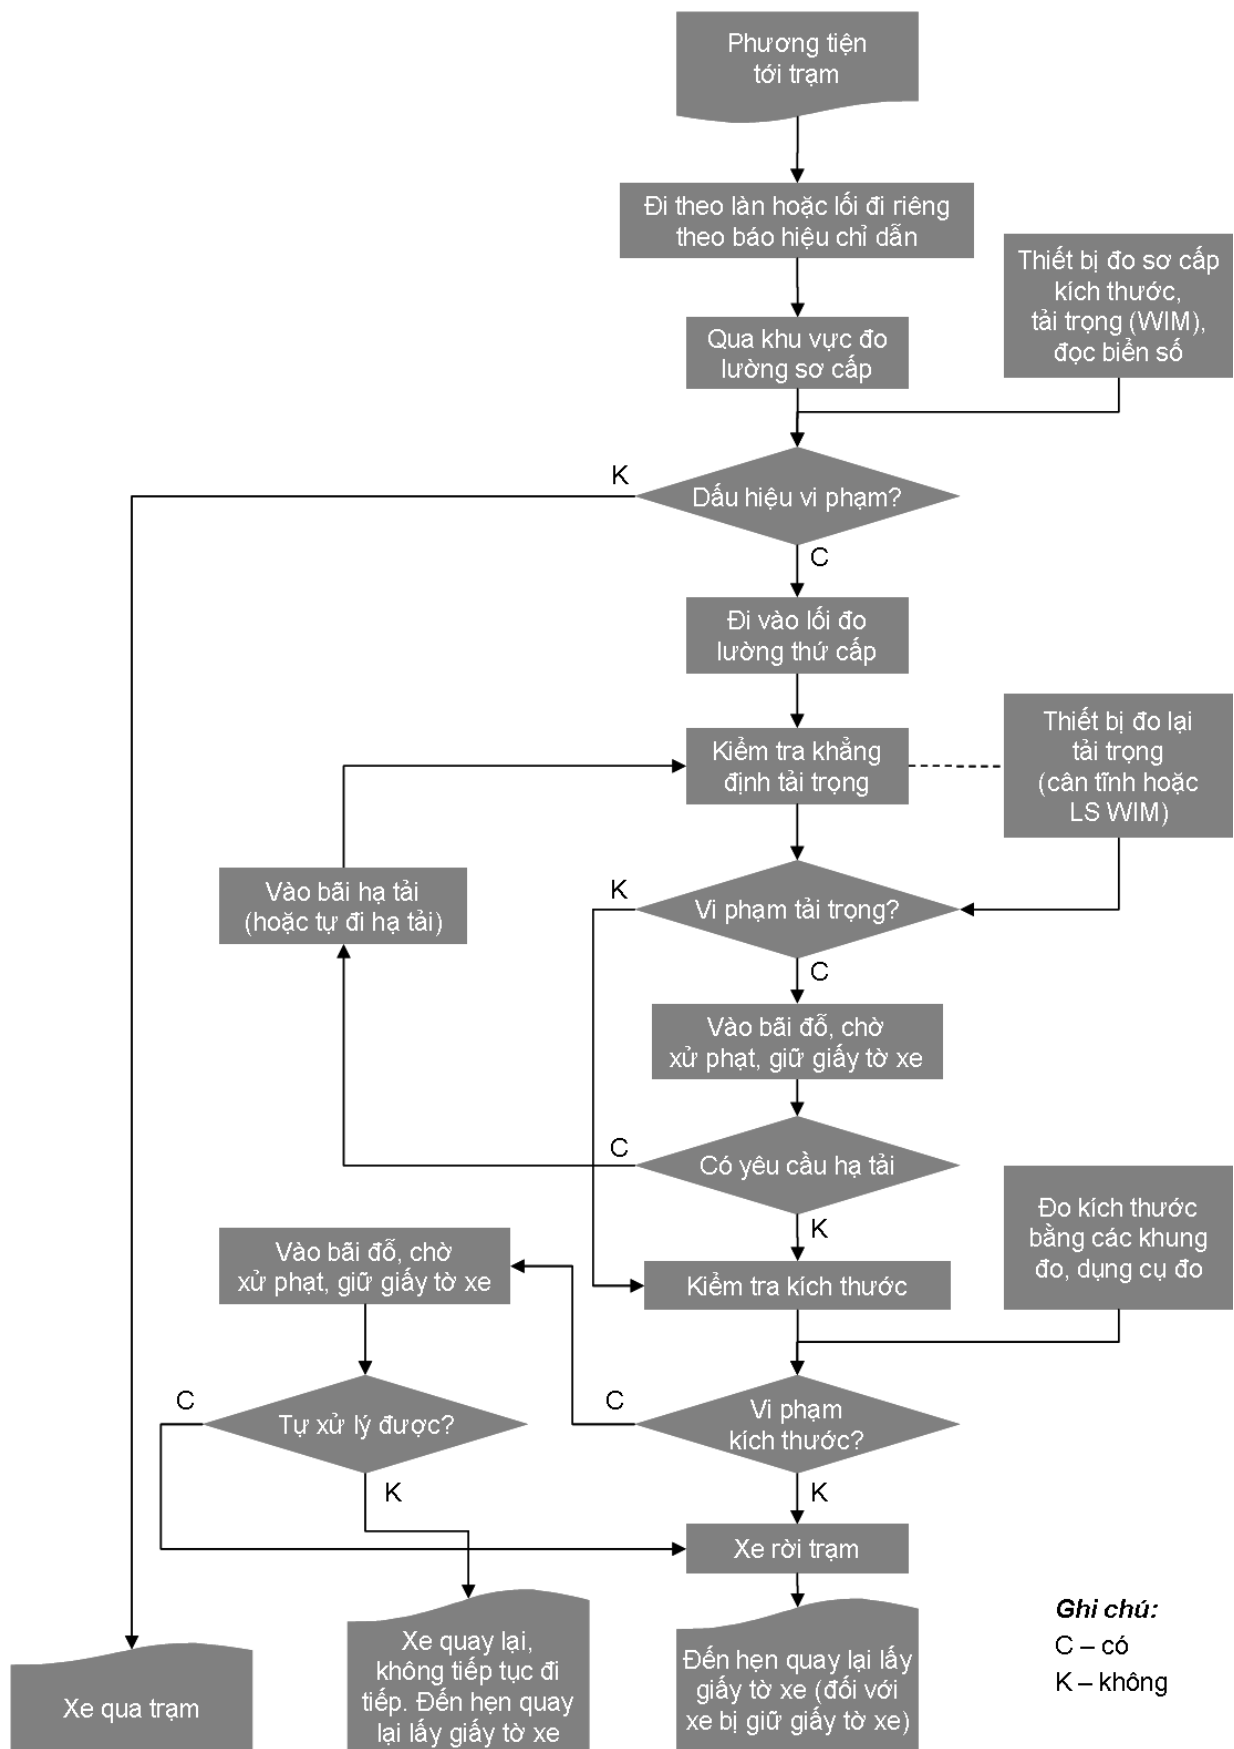 Phương tiện
tới trạm
Đi theo làn hoặc lối đi riêng
theo báo hiệu chỉ dẫn
Thiết bị đo sơ cấp
kích thước,
tải trọng (WIM),
đọc biển số
Qua khu vực đo
lường sơ cấp
K
Dấu hiệu vi phạm?
C
Đi vào lối đo
lường thứ cấp
Kiểm tra khẳng
định tải trọng
Thiết bị đo lại
tải trọng
(cân tĩnh hoặc
LS WIM)
Vào bãi hạ tải
(hoặc tự đi hạ tải)
K
Vi phạm tải trọng?
C
Vào bãi đỗ, chờ
xử phạt, giữ giấy tờ xe
C
Có yêu cầu hạ tải
K
Đo kích thước
bằng các khung
đo, dụng cụ đo
Vào bãi đỗ, chờ
xử phạt, giữ giấy tờ xe
Kiểm tra kích thước
C
Tự xử lý được?
K
C
Vi phạm
kích thước?
K
Xe rời trạm
Xe qua trạm
Xe quay lại,
không tiếp tục đi
tiếp. Đến hẹn quay
lại lấy giấy tờ xe
Đến hẹn quay lại lấy
giấy tờ xe (đối với
xe bị giữ giấy tờ xe)
Ghi chú:
C – có
K – không